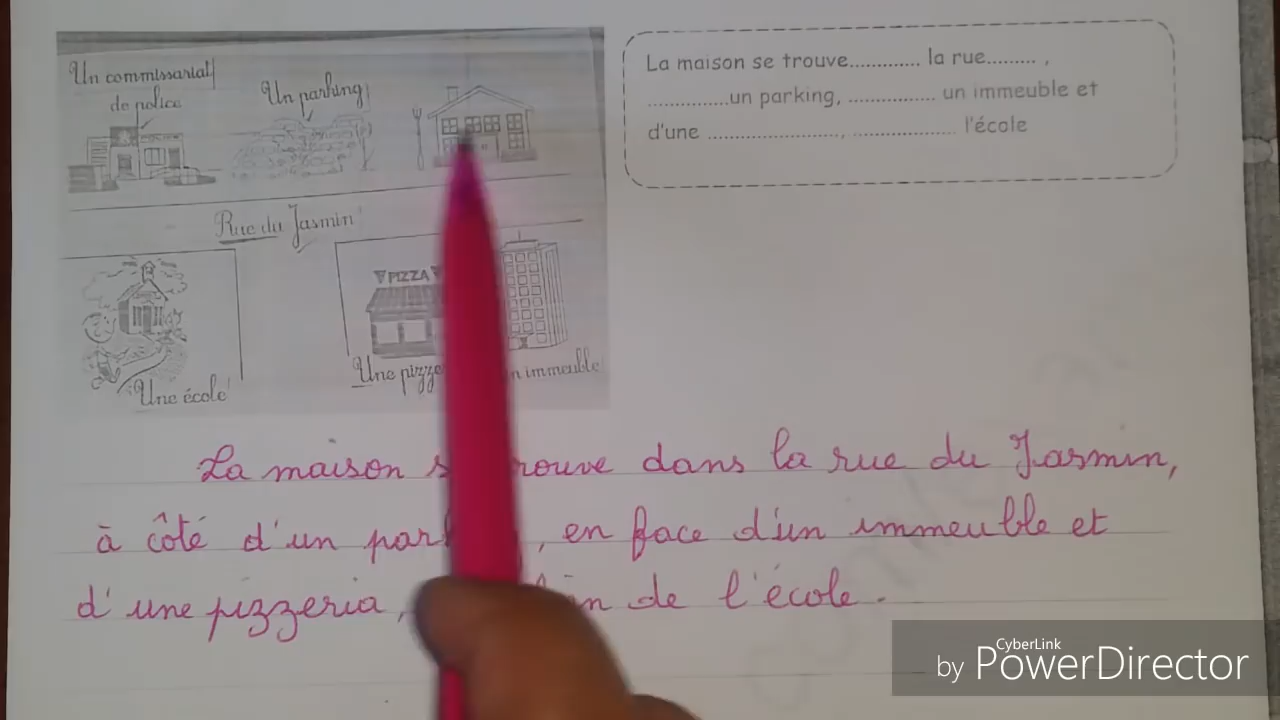 Un commissariat
de police
Un parking
La maison se trouve............. la rue......... ,
...............un parking, ................ un immeuble et
d'une ........................, ................... l'école
Rue du Jasmin
PIZZA
Une
immeuble
Une école
La maison rouve dans la rue du Jasmin,
à côté d'un , en face d'un immeuble et
d'une pizzeria, de l'école.
CyberLink
by PowerDirector